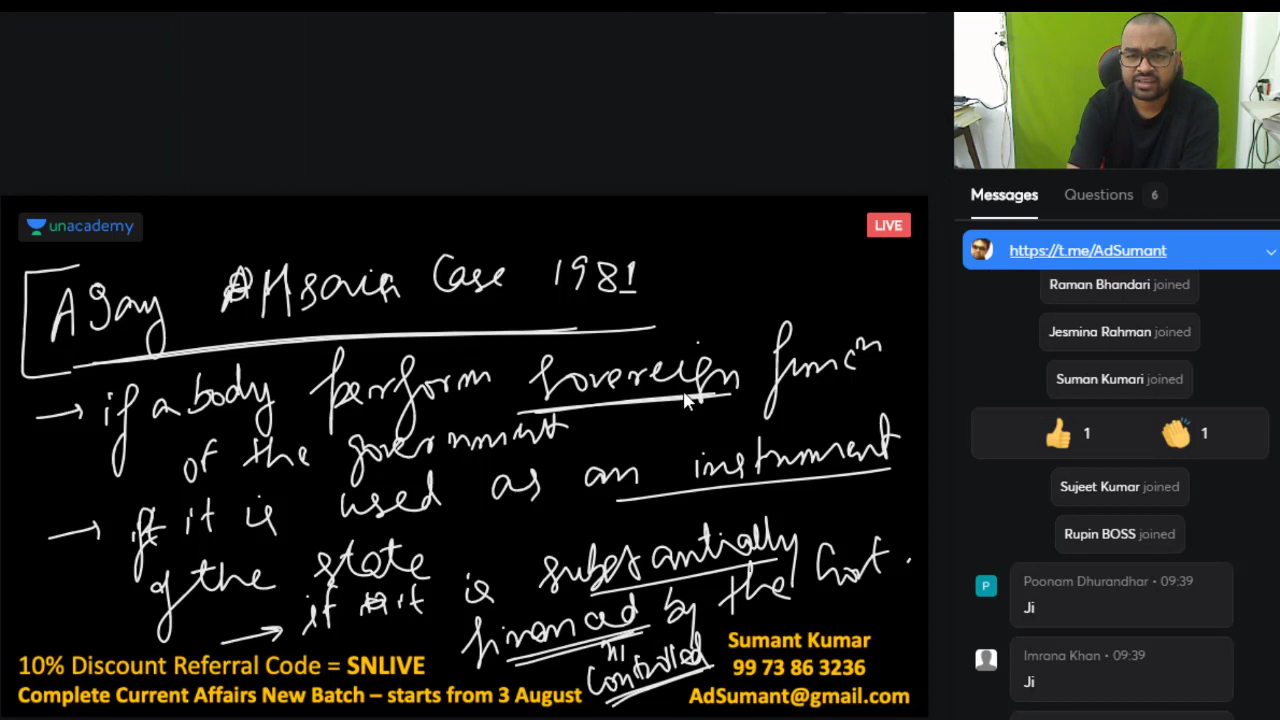 unacademy
LIVE
Ajay Hsain Case 1981
→ if a body perform sovereign funcⁿ
of the government
→ if it is used as an instrument
of the state
→ if it is substantially
financed by the Govt.
controlled
10% Discount Referral Code = SNLIVE
Complete Current Affairs New Batch – starts from 3 August
Sumant Kumar
99 73 86 3236
AdSumant@gmail.com
Messages
Questions 6
https://t.me/AdSumant
Raman Bhandari joined
Jesmina Rahman joined
Suman Kumari joined
1
1
Sujeet Kumar joined
Rupin BOSS joined
P
Poonam Dhurandhar • 09:39
Ji
Imrana Khan • 09:39
Ji